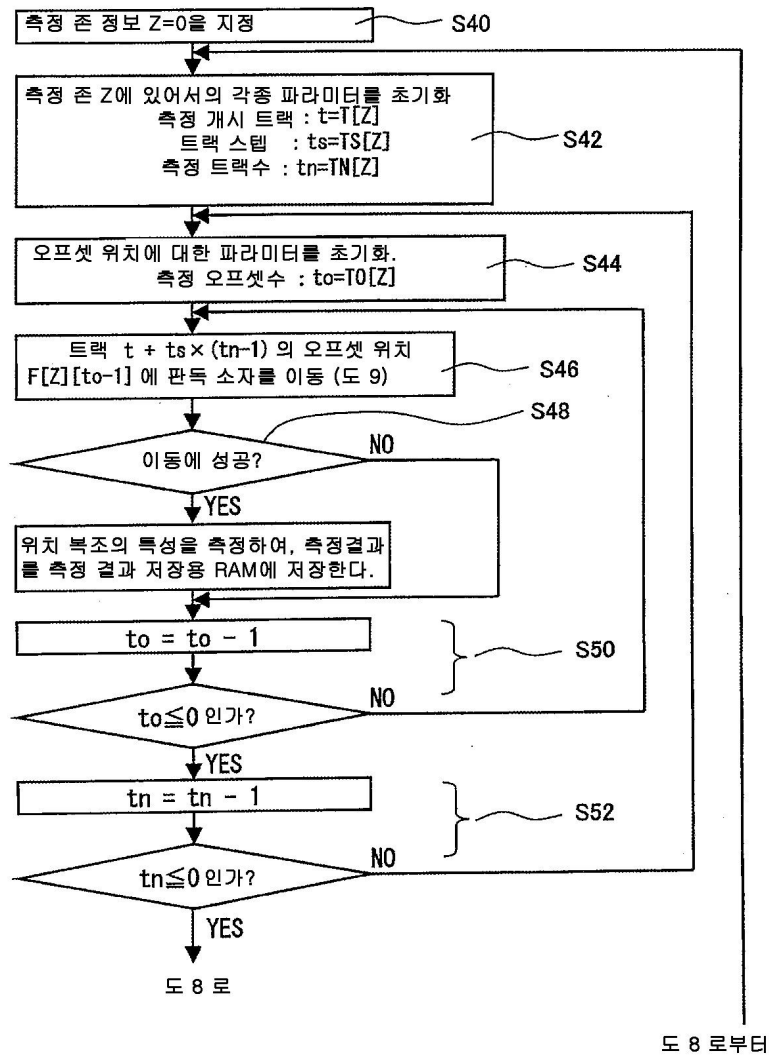 측정 존 정보 Z=0을 지정
S40
측정 존 Z에 있어서의 각종 파라미터를 초기화
측정 개시 트랙 : t=T[Z]
트랙 스텝 : ts=TS[Z]
측정 트랙수 : tn=TN[Z]
S42
오프셋 위치에 대한 파라미터를 초기화.
측정 오프셋수 : to=TO[Z]
S44
트랙 t + ts×(tn-1) 의 오프셋 위치
F[Z][to-1] 에 판독 소자를 이동 (도 9)
S46
S48
이동에 성공?
NO
YES
위치 복조의 특성을 측정하여, 측정결과
를 측정 결과 저장용 RAM에 저장한다.
to = to - 1
S50
to≦0 인가?
NO
YES
tn = tn - 1
S52
tn≦0 인가?
NO
YES
도 8 로
도 8 로부터